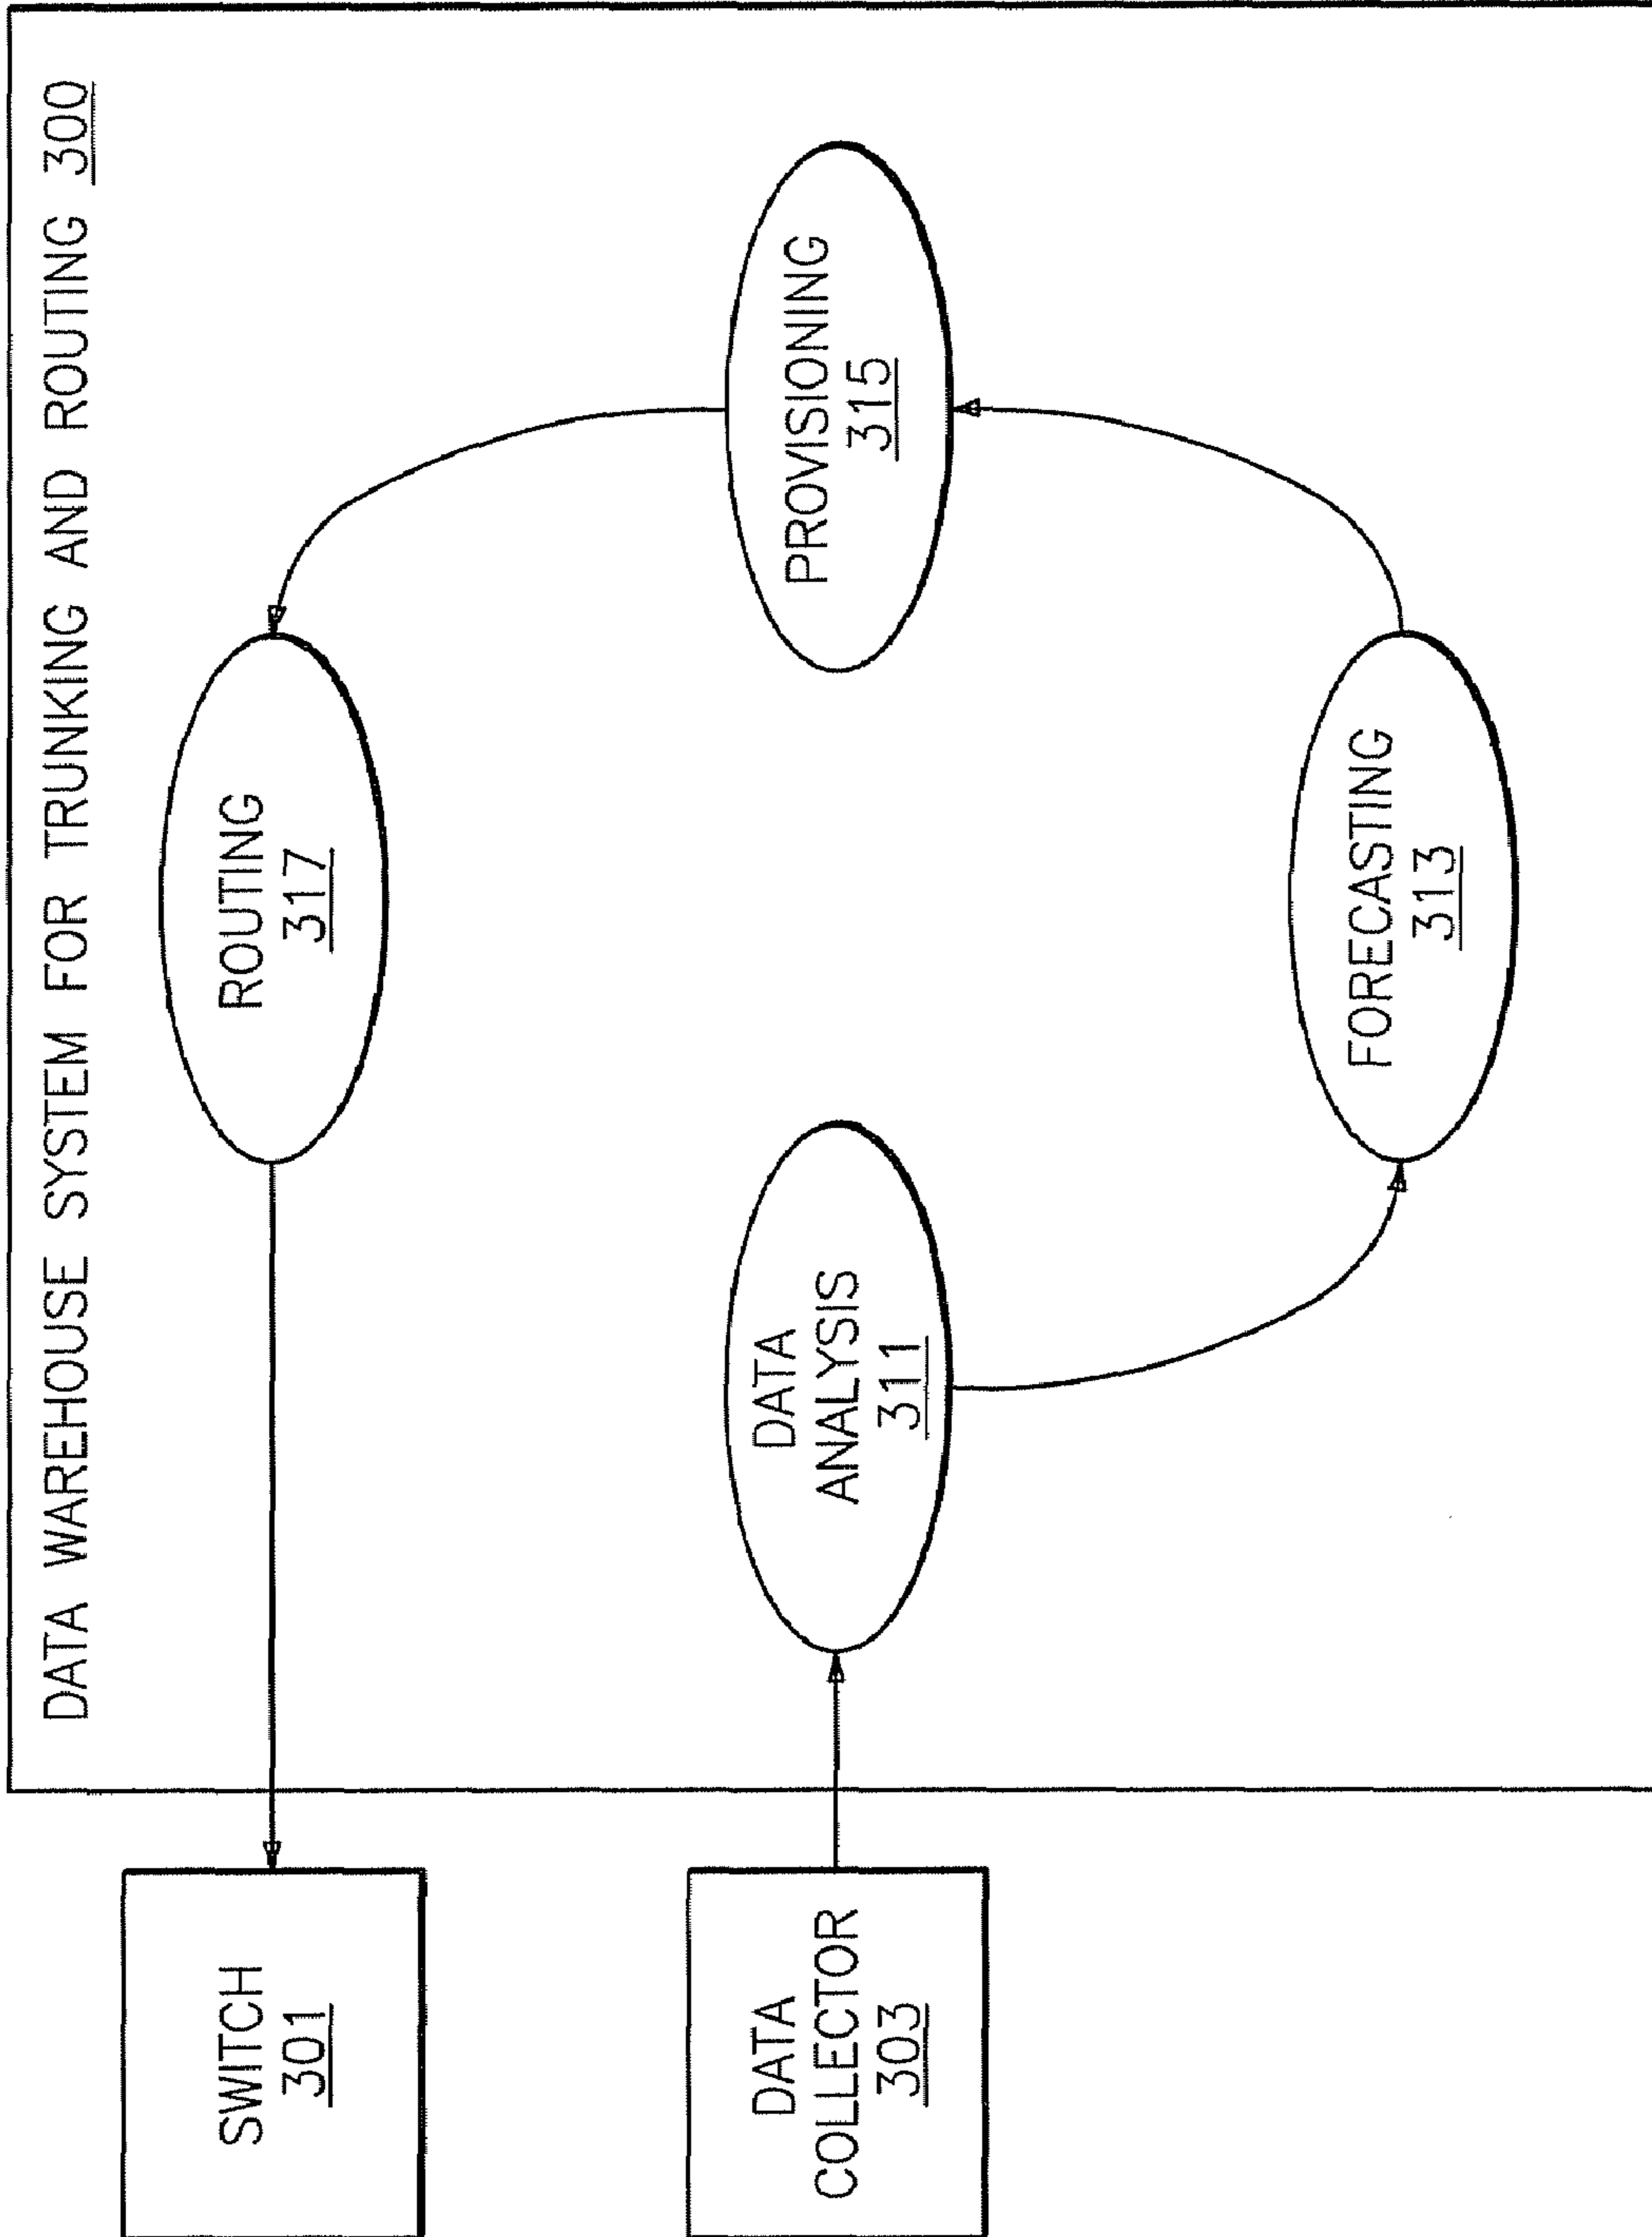 DATA WAREHOUSE SYSTEM FOR TRUNKING AND ROUTING 300
SWITCH
301
ROUTING
317
DATA
COLLECTOR
303
DATA
ANALYSIS
311
PROVISIONING
315
FORECASTING
313